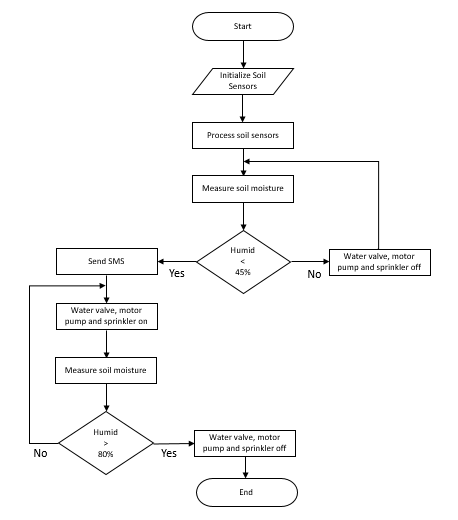 Start
Initialize Soil
Sensors
Process soil sensors
Measure soil moisture
Humid
<
45%
Yes
No
Water valve, motor
pump and sprinkler off
Send SMS
Water valve, motor
pump and sprinkler on
Measure soil moisture
Humid
>
80%
No
Yes
Water valve, motor
pump and sprinkler off
End